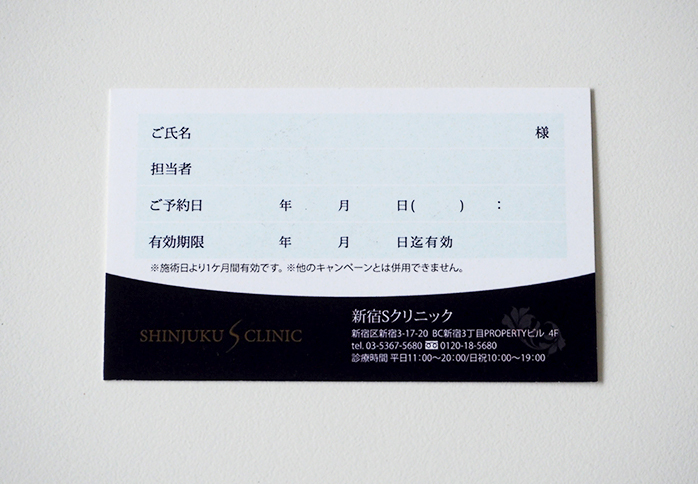 ご氏名 様
担当者
ご予約日 年 月 日( ) :
有効期限 年 月 日迄有効
※施術日より1ケ月間有効です。※他のキャンペーンとは併用できません。
SHINJUKU S CLINIC
新宿Sクリニック
新宿区新宿3-17-20 BC新宿3丁目PROPERTYビル 4F
tel. 03-5367-5680 0120-18-5680
診療時間 平日11:00~20:00/日祝10:00~19:00